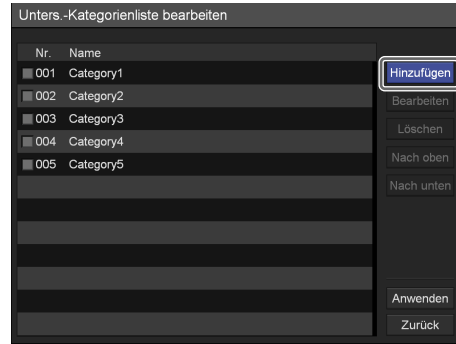 Unters.-Kategorienliste bearbeiten
Nr. Name
001 Category1
002 Category2
003 Category3
004 Category4
005 Category5
Hinzufügen
Bearbeiten
Löschen
Nach oben
Nach unten
Anwenden
Zurück